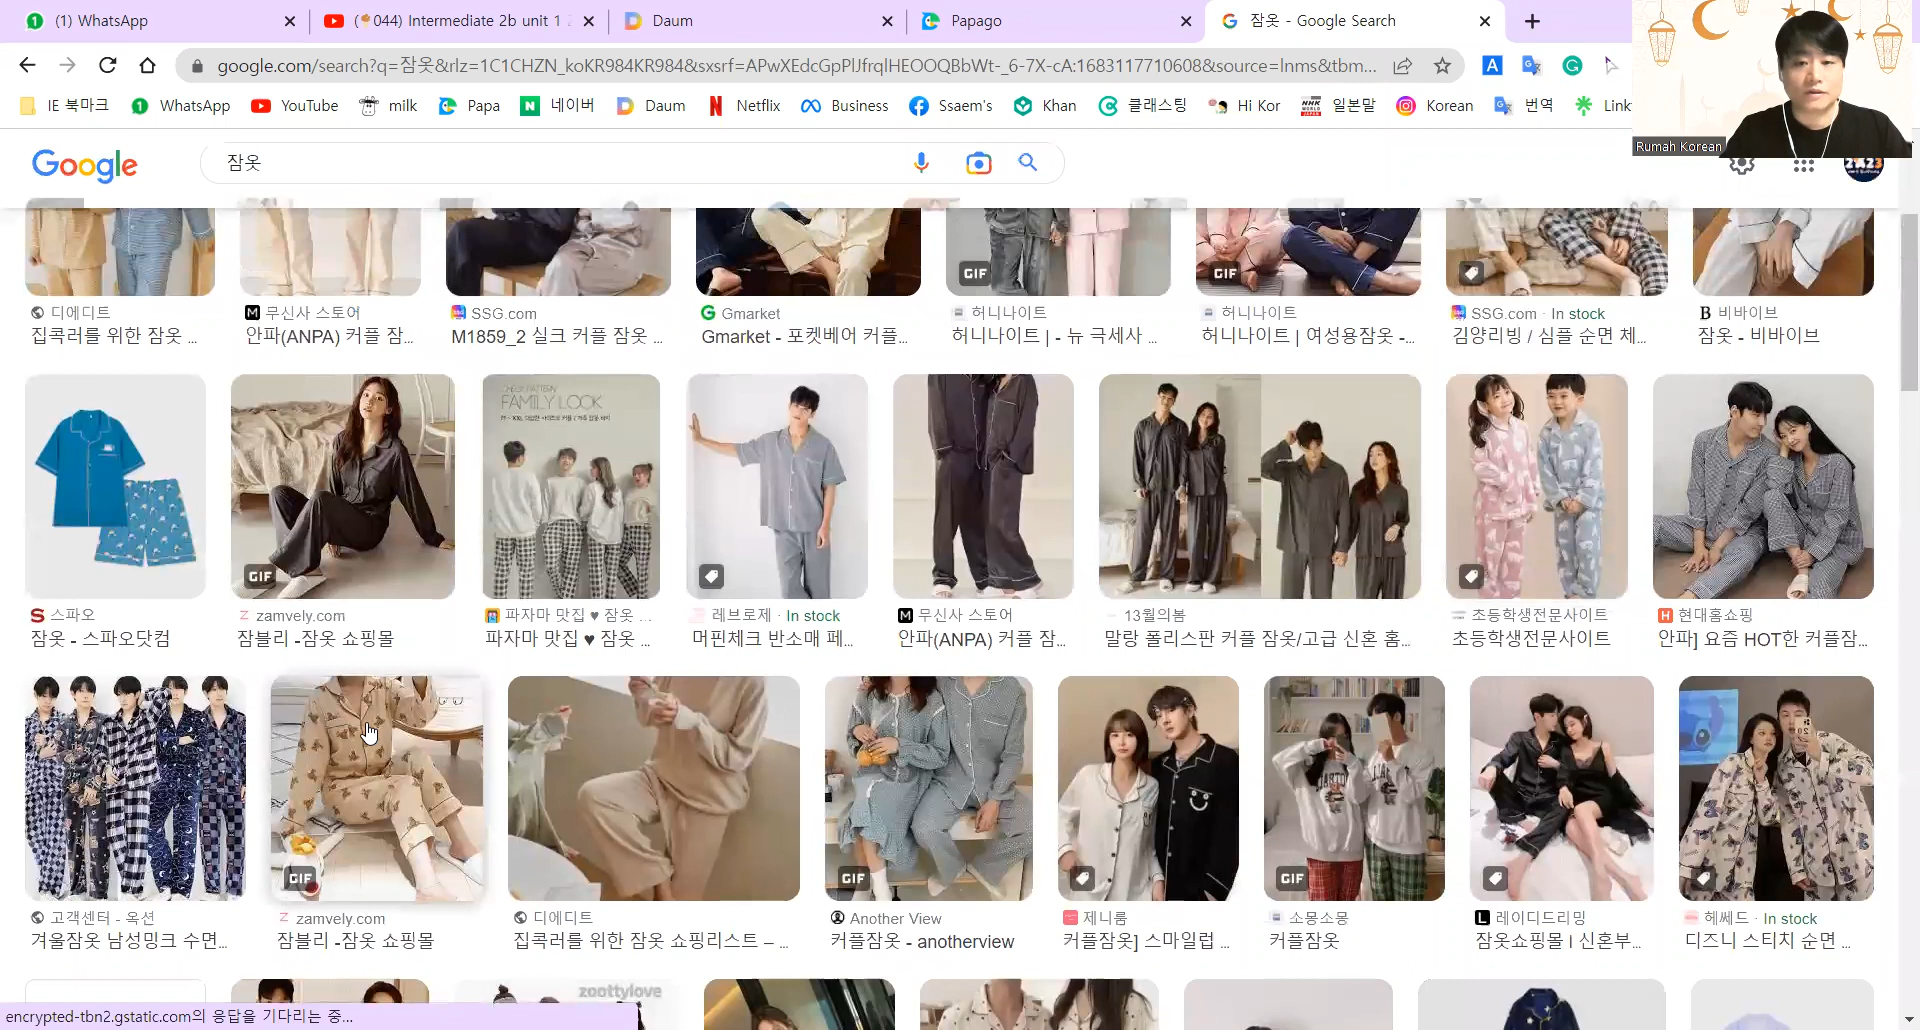 (1) WhatsApp
(044) Intermediate 2b unit 1
Daum
Papago
잠옷 - Google Search
google.com/search?q=잠옷&rlz=1C1CHZN_koKR984KR984&sxsrf=APwXEdcGpPlJfrqlHEOOQBbWt-_6-7X-cA:1683117710608&source=lnms&tbm...
IE 북마크
WhatsApp
YouTube
milk
Papa
네이버
Daum
Netflix
Business
Ssaem's
Khan
클래스팅
Hi Kor
일본말
Korean
번역
Link
Rumah Korean
Google
잠옷
GIF
GIF
디에디트
무신사 스토어
SSG.com
Gmarket
허니나이트
허니나이트
SSG.com · In stock
비바이브
집콕러를 위한 잠옷 ...
안파(ANPA) 커플 잠...
M1859_2 실크 커플 잠옷 ...
Gmarket - 포켓베어 커플...
허니나이트 | - 뉴 극세사 ...
허니나이트 | 여성용잠옷 -...
김양리빙 / 심플 순면 체...
잠옷 - 비바이브
FAMILY LOOK
GIF
스파오
zamvely.com
파자마 맛집 ♥ 잠옷 ...
레브로제 · In stock
무신사 스토어
13월의봄
초등학생전문사이트
현대홈쇼핑
잠옷 - 스파오닷컴
잠블리 -잠옷 쇼핑몰
파자마 맛집 ♥ 잠옷 ...
머핀체크 반소매 페...
안파(ANPA) 커플 잠...
말랑 폴리스판 커플 잠옷/고급 신혼 홈...
초등학생전문사이트
안파] 요즘 HOT한 커플잠...
GIF
GIF
GIF
고객센터 - 옥션
zamvely.com
디에디트
Another View
제니룸
소몽소몽
레이디드리밍
헤쎄드 · In stock
겨울잠옷 남성밍크 수면...
잠블리 -잠옷 쇼핑몰
집콕러를 위한 잠옷 쇼핑리스트 – ...
커플잠옷 - anotherview
커플잠옷] 스마일럽 ...
커플잠옷
잠옷쇼핑몰 l 신혼부...
디즈니 스티치 순면 ...
zoottylove
encrypted-tbn2.gstatic.com의 응답을 기다리는 중...